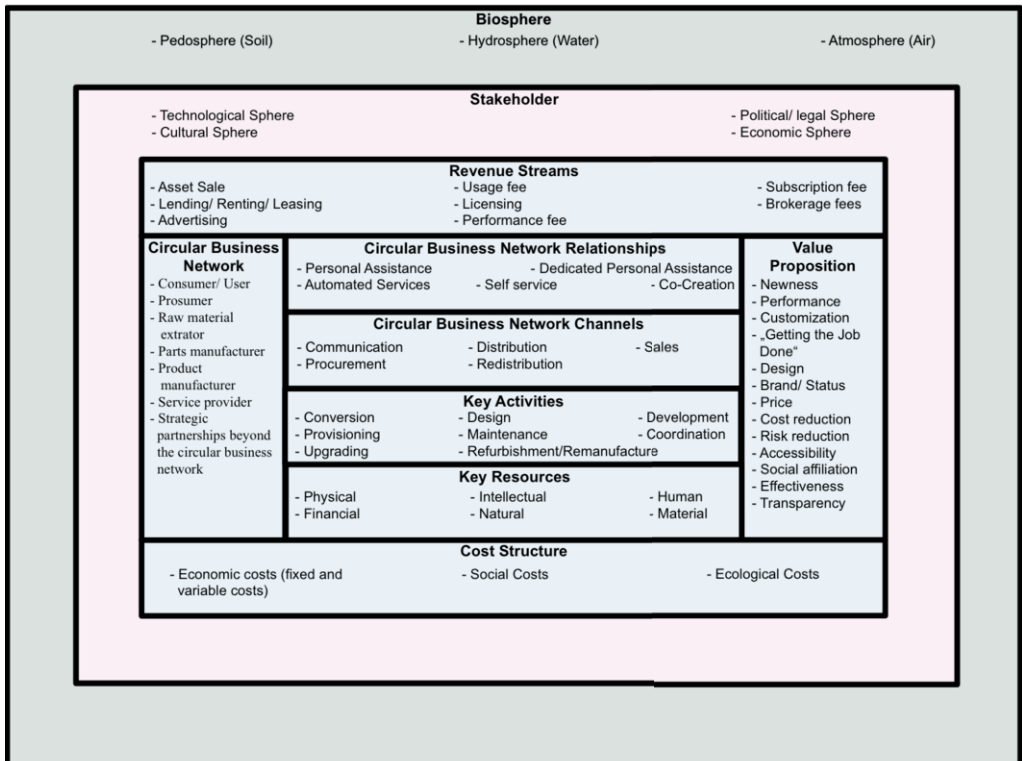 Biosphere
- Pedosphere (Soil)
- Hydrosphere (Water)
- Atmosphere (Air)
Stakeholder
- Technological Sphere
- Cultural Sphere
- Political/ legal Sphere
- Economic Sphere
Revenue Streams
- Asset Sale
- Lending/ Renting/ Leasing
- Advertising
- Usage fee
- Licensing
- Performance fee
- Subscription fee
- Brokerage fees
Circular Business
Network
- Consumer/ User
- Prosumer
- Raw material
extrator
- Parts manufacturer
- Product
manufacturer
- Service provider
- Strategic
partnerships beyond
the circular business
network
Circular Business Network Relationships
- Personal Assistance
- Dedicated Personal Assistance
- Automated Services
- Self service
- Co-Creation
Circular Business Network Channels
- Communication
- Distribution
- Sales
- Procurement
- Redistribution
Key Activities
- Conversion
- Design
- Development
- Provisioning
- Maintenance
- Coordination
- Upgrading
- Refurbishment/Remanufacture
Key Resources
- Physical
- Intellectual
- Human
- Financial
- Natural
- Material
Value
Proposition
- Newness
- Performance
- Customization
- „Getting the Job
Done“
- Design
- Brand/ Status
- Price
- Cost reduction
- Risk reduction
- Accessibility
- Social affiliation
- Effectiveness
- Transparency
Cost Structure
- Economic costs (fixed and
variable costs)
- Social Costs
- Ecological Costs